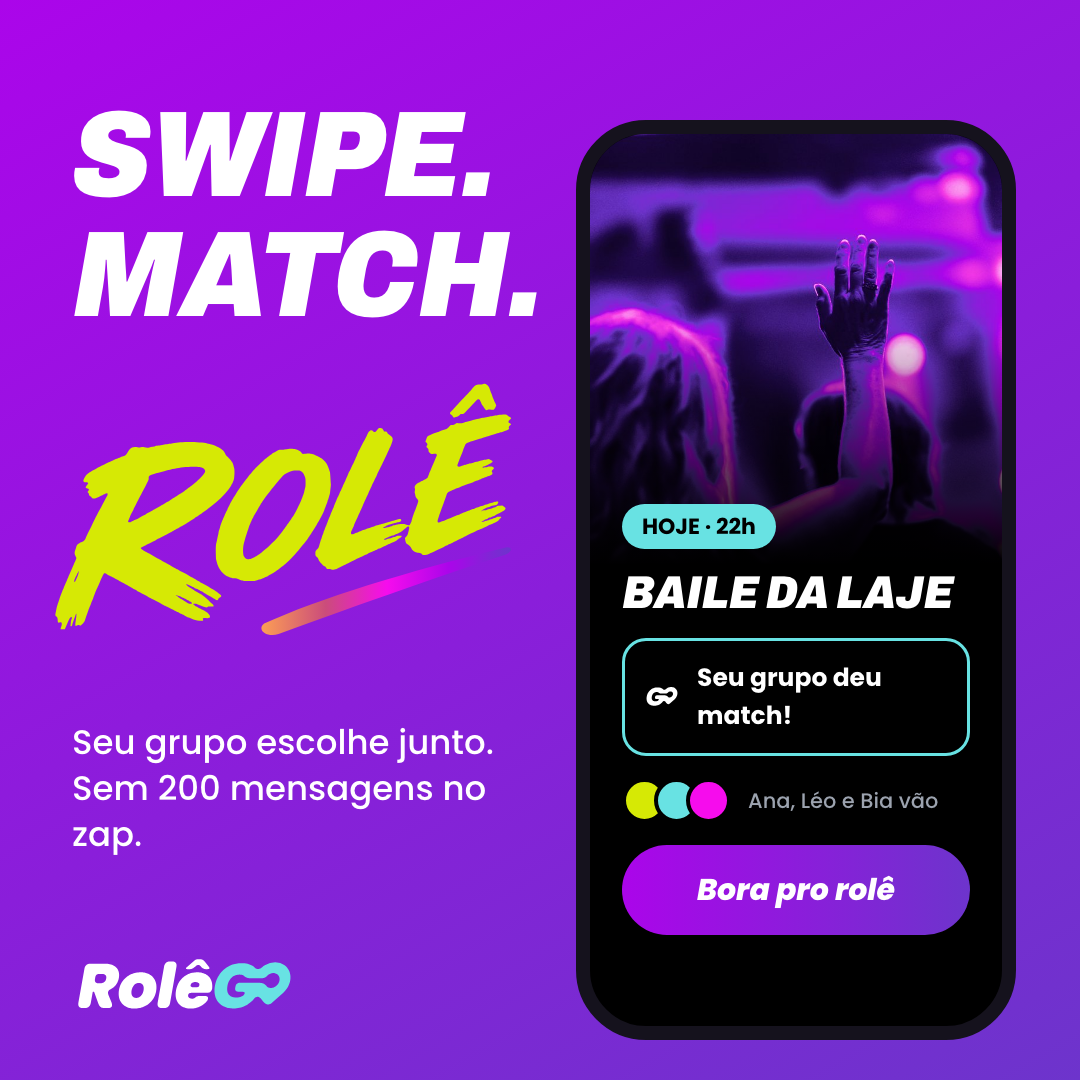 SWIPE.
MATCH.
ROLÊ
Seu grupo escolhe junto.
Sem 200 mensagens no
zap.
RolêGO
HOJE · 22h
BAILE DA LAJE
GO
Seu grupo deu
match!
Ana, Léo e Bia vão
Bora pro rolê